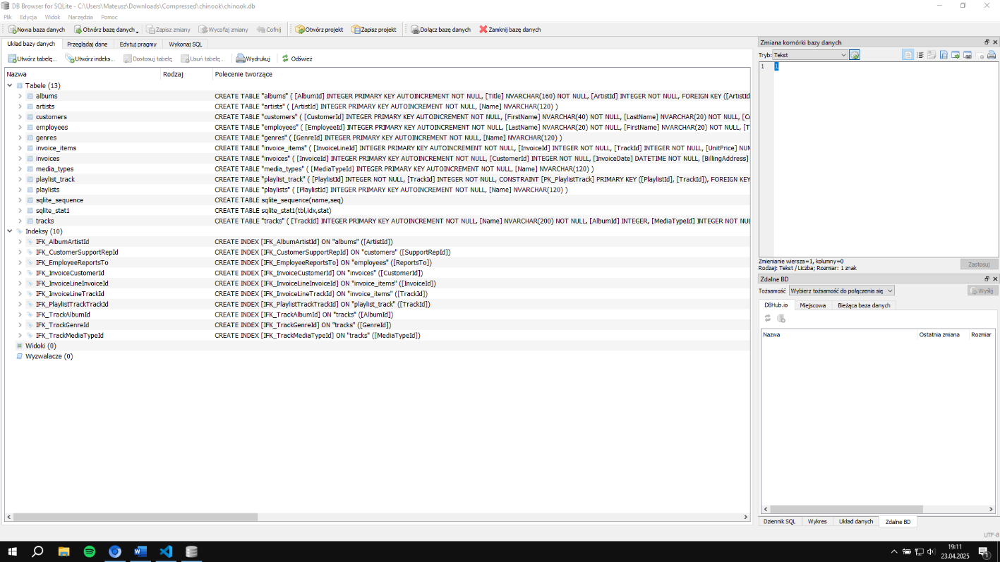 DB Browser for SQLite - C:\Users\Mateusz\Downloads\Compressed\chinook\chinook.db
Plik Edycja Widok Narzędzia Pomoc
Nowa baza danych Otwórz bazę danych Zapisz zmiany Wycofaj zmiany Cofnij Otwórz projekt Zapisz projekt Dołącz bazę danych Zamknij bazę danych
Układ bazy danych Przeglądaj dane Edytuj pragmy Wykonaj SQL
Utwórz tabelę... Utwórz indeks... Dostosuj tabelę Usuń tabelę... Wydrukuj Odśwież
Nazwa Rodzaj Polecenie tworzące
Tabele (13)
albums CREATE TABLE "albums" ( [AlbumId] INTEGER PRIMARY KEY AUTOINCREMENT NOT NULL, [Title] NVARCHAR(160) NOT NULL, [ArtistId] INTEGER NOT NULL, FOREIGN KEY ([ArtistId
artists CREATE TABLE "artists" ( [ArtistId] INTEGER PRIMARY KEY AUTOINCREMENT NOT NULL, [Name] NVARCHAR(120) )
customers CREATE TABLE "customers" ( [CustomerId] INTEGER PRIMARY KEY AUTOINCREMENT NOT NULL, [FirstName] NVARCHAR(40) NOT NULL, [LastName] NVARCHAR(20) NOT NULL, [Co
employees CREATE TABLE "employees" ( [EmployeeId] INTEGER PRIMARY KEY AUTOINCREMENT NOT NULL, [LastName] NVARCHAR(20) NOT NULL, [FirstName] NVARCHAR(20) NOT NULL, [T
genres CREATE TABLE "genres" ( [GenreId] INTEGER PRIMARY KEY AUTOINCREMENT NOT NULL, [Name] NVARCHAR(120) )
invoice_items CREATE TABLE "invoice_items" ( [InvoiceLineId] INTEGER PRIMARY KEY AUTOINCREMENT NOT NULL, [InvoiceId] INTEGER NOT NULL, [TrackId] INTEGER NOT NULL, [UnitPrice] NUM
invoices CREATE TABLE "invoices" ( [InvoiceId] INTEGER PRIMARY KEY AUTOINCREMENT NOT NULL, [CustomerId] INTEGER NOT NULL, [InvoiceDate] DATETIME NOT NULL, [BillingAddress]
media_types CREATE TABLE "media_types" ( [MediaTypeId] INTEGER PRIMARY KEY AUTOINCREMENT NOT NULL, [Name] NVARCHAR(120) )
playlist_track CREATE TABLE "playlist_track" ( [PlaylistId] INTEGER NOT NULL, [TrackId] INTEGER NOT NULL, CONSTRAINT [PK_PlaylistTrack] PRIMARY KEY ([PlaylistId], [TrackId]), FOREIGN KEY
playlists CREATE TABLE "playlists" ( [PlaylistId] INTEGER PRIMARY KEY AUTOINCREMENT NOT NULL, [Name] NVARCHAR(120) )
sqlite_sequence CREATE TABLE sqlite_sequence(name,seq)
sqlite_stat1 CREATE TABLE sqlite_stat1(tbl,idx,stat)
tracks CREATE TABLE "tracks" ( [TrackId] INTEGER PRIMARY KEY AUTOINCREMENT NOT NULL, [Name] NVARCHAR(200) NOT NULL, [AlbumId] INTEGER, [MediaTypeId] INTEGER NOT NUL
Indeksy (10)
IFK_AlbumArtistId CREATE INDEX [IFK_AlbumArtistId] ON "albums" ([ArtistId])
IFK_CustomerSupportRepId CREATE INDEX [IFK_CustomerSupportRepId] ON "customers" ([SupportRepId])
IFK_EmployeeReportsTo CREATE INDEX [IFK_EmployeeReportsTo] ON "employees" ([ReportsTo])
IFK_InvoiceCustomerId CREATE INDEX [IFK_InvoiceCustomerId] ON "invoices" ([CustomerId])
IFK_InvoiceLineInvoiceId CREATE INDEX [IFK_InvoiceLineInvoiceId] ON "invoice_items" ([InvoiceId])
IFK_InvoiceLineTrackId CREATE INDEX [IFK_InvoiceLineTrackId] ON "invoice_items" ([TrackId])
IFK_PlaylistTrackTrackId CREATE INDEX [IFK_PlaylistTrackTrackId] ON "playlist_track" ([TrackId])
IFK_TrackAlbumId CREATE INDEX [IFK_TrackAlbumId] ON "tracks" ([AlbumId])
IFK_TrackGenreId CREATE INDEX [IFK_TrackGenreId] ON "tracks" ([GenreId])
IFK_TrackMediaTypeId CREATE INDEX [IFK_TrackMediaTypeId] ON "tracks" ([MediaTypeId])
Widoki (0)
Wyzwalacze (0)
Zmiana komórki bazy danych
Tryb: Tekst
1 1
Zmienianie wiersza=1, kolumny=0
Rodzaj: Tekst / Liczba; Rozmiar: 1 znak
Zastosuj
Zdalne BD
Tożsamość Wybierz tożsamość do połączenia się Wyślij
DBHub.io Miejscowa Bieżąca baza danych
Nazwa Ostatnia zmiana Rozmiar
Dziennik SQL Wykres Układ danych Zdalne BD
UTF-8
19:11
23.04.2025
1